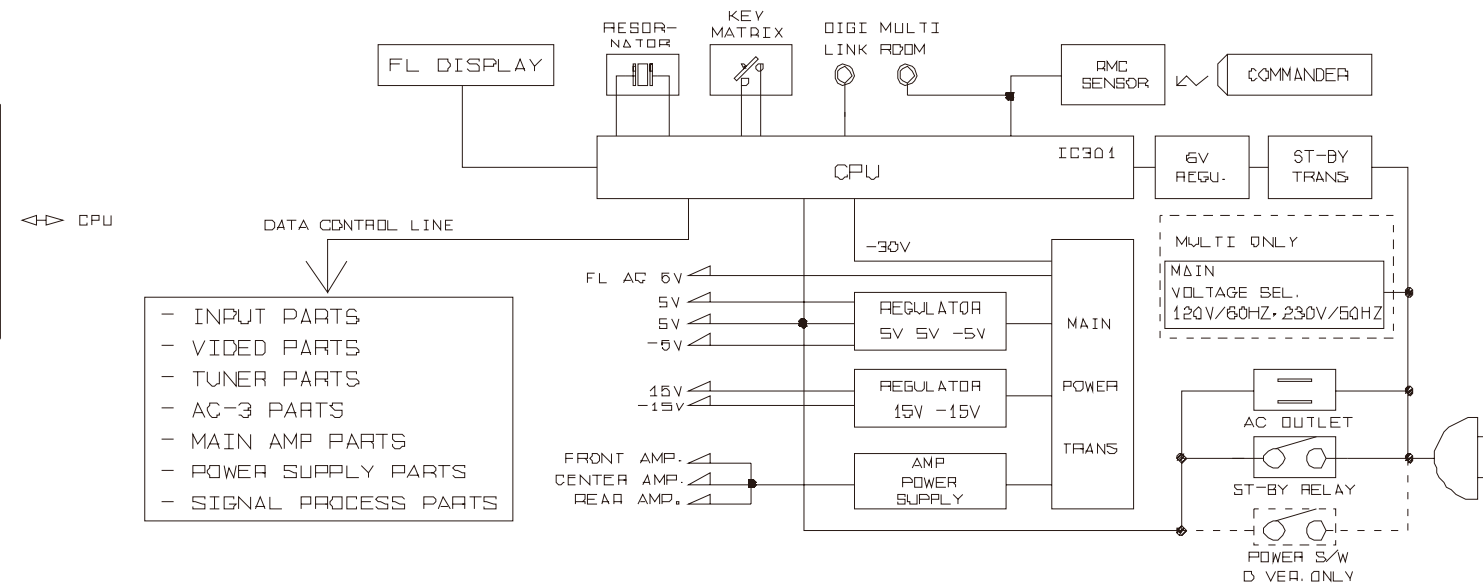 FL DISPLAY
RESOR-
NATOR
KEY
MATRIX
DIGI
LINK
MULTI
ROOM
RMC
SENSOR
COMMANDER
IC301
CPU
6V
REGU.
ST-BY
TRANS
CPU
DATA CONTROL LINE
- INPUT PARTS
- VIDEO PARTS
- TUNER PARTS
- AC-3 PARTS
- MAIN AMP PARTS
- POWER SUPPLY PARTS
- SIGNAL PROCESS PARTS
-30V
FL AC 6V
5V
5V
-5V
REGULATOR
5V 5V -5V
15V
-15V
REGULATOR
15V -15V
FRONT AMP.
CENTER AMP.
REAR AMP.
AMP
POWER
SUPPLY
MAIN
POWER
TRANS
MULTI ONLY
MAIN
VOLTAGE SEL.
120V/60HZ, 230V/50HZ
AC OUTLET
ST-BY RELAY
POWER S/W
D VER. ONLY